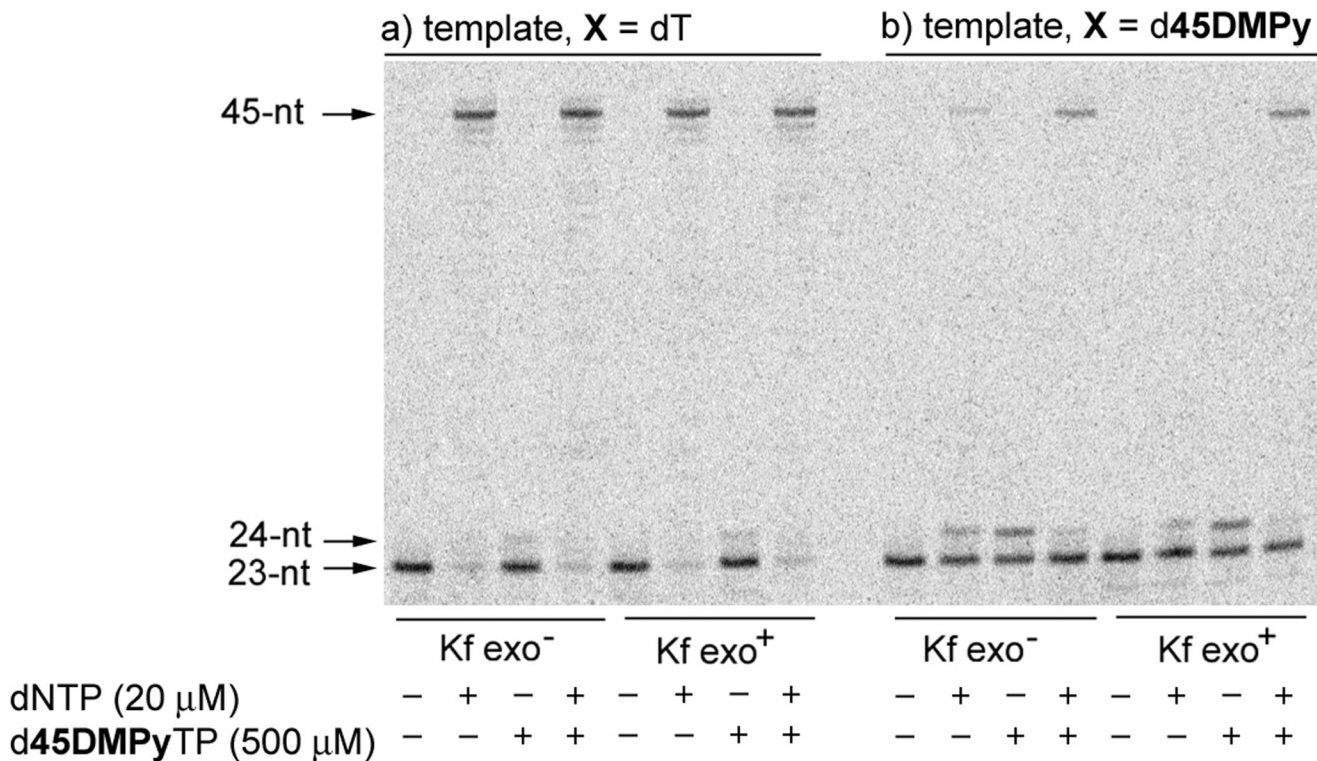 a) template, X = dT b) template, X = d45DMPy
45-nt
24-nt
23-nt
Kf exo⁻ Kf exo⁺ Kf exo⁻ Kf exo⁺
dNTP (20 μM) − + − + − + − + − + − + − + − +
d45DMPyTP (500 μM) − − + + − − + + − − + + − − + +